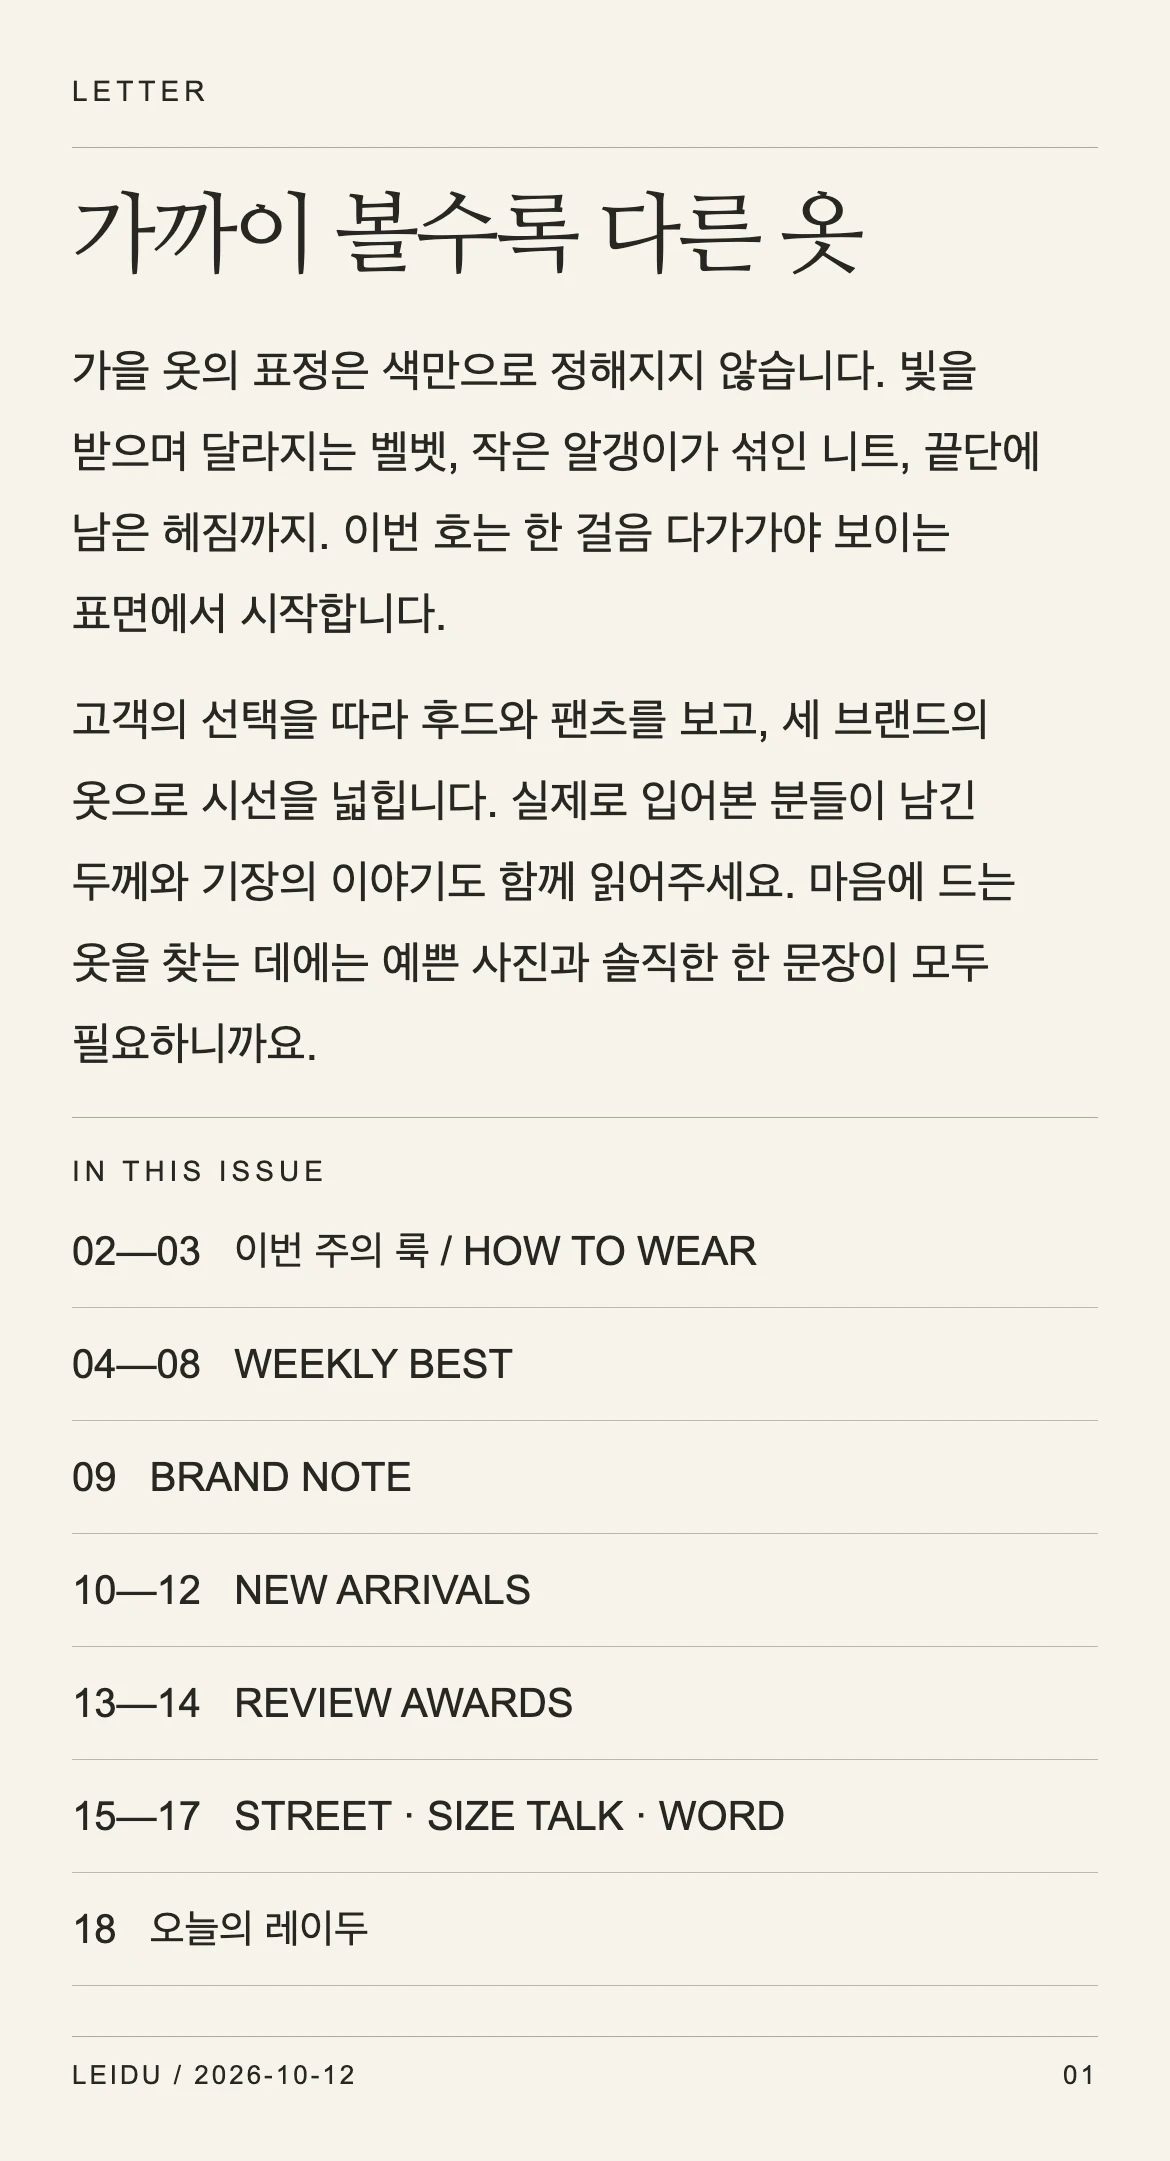 LETTER
가까이 볼수록 다른 옷
가을 옷의 표정은 색만으로 정해지지 않습니다. 빛을
받으며 달라지는 벨벳, 작은 알갱이가 섞인 니트, 끝단에
남은 헤짐까지. 이번 호는 한 걸음 다가가야 보이는
표면에서 시작합니다.
고객의 선택을 따라 후드와 팬츠를 보고, 세 브랜드의
옷으로 시선을 넓힙니다. 실제로 입어본 분들이 남긴
두께와 기장의 이야기도 함께 읽어주세요. 마음에 드는
옷을 찾는 데에는 예쁜 사진과 솔직한 한 문장이 모두
필요하니까요.
IN THIS ISSUE
02—03 이번 주의 룩 / HOW TO WEAR
04—08 WEEKLY BEST
09 BRAND NOTE
10—12 NEW ARRIVALS
13—14 REVIEW AWARDS
15—17 STREET · SIZE TALK · WORD
18 오늘의 레이두
LEIDU / 2026-10-12 01